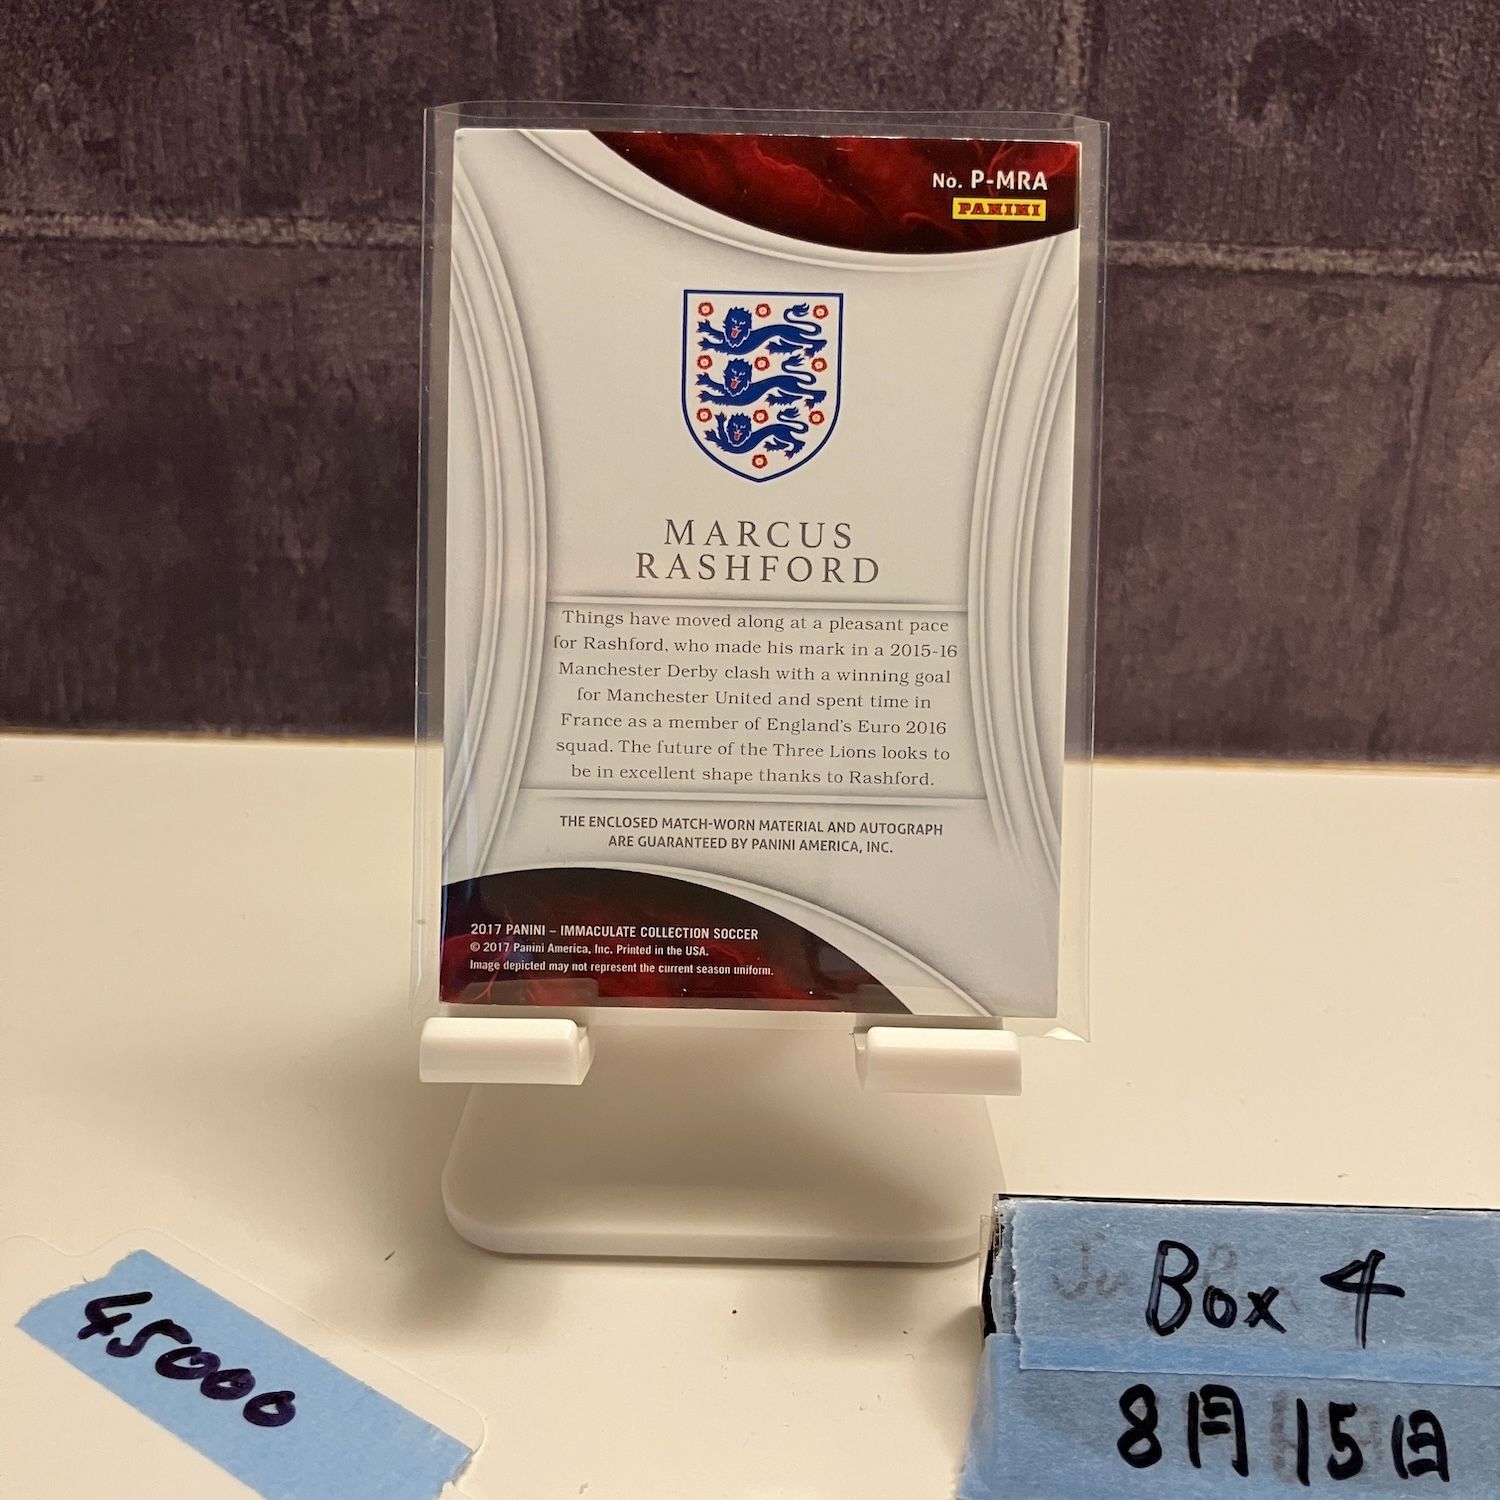 No. P-MRA
PANINI
MARCUS
RASHFORD
Things have moved along at a pleasant pace
for Rashford, who made his mark in a 2015-16
Manchester Derby clash with a winning goal
for Manchester United and spent time in
France as a member of England's Euro 2016
squad. The future of the Three Lions looks to
be in excellent shape thanks to Rashford.
THE ENCLOSED MATCH-WORN MATERIAL AND AUTOGRAPH
ARE GUARANTEED BY PANINI AMERICA, INC.
2017 PANINI – IMMACULATE COLLECTION SOCCER
© 2017 Panini America, Inc. Printed in the USA.
Image depicted may not represent the current season uniform.
45000
Box 4
8月15日